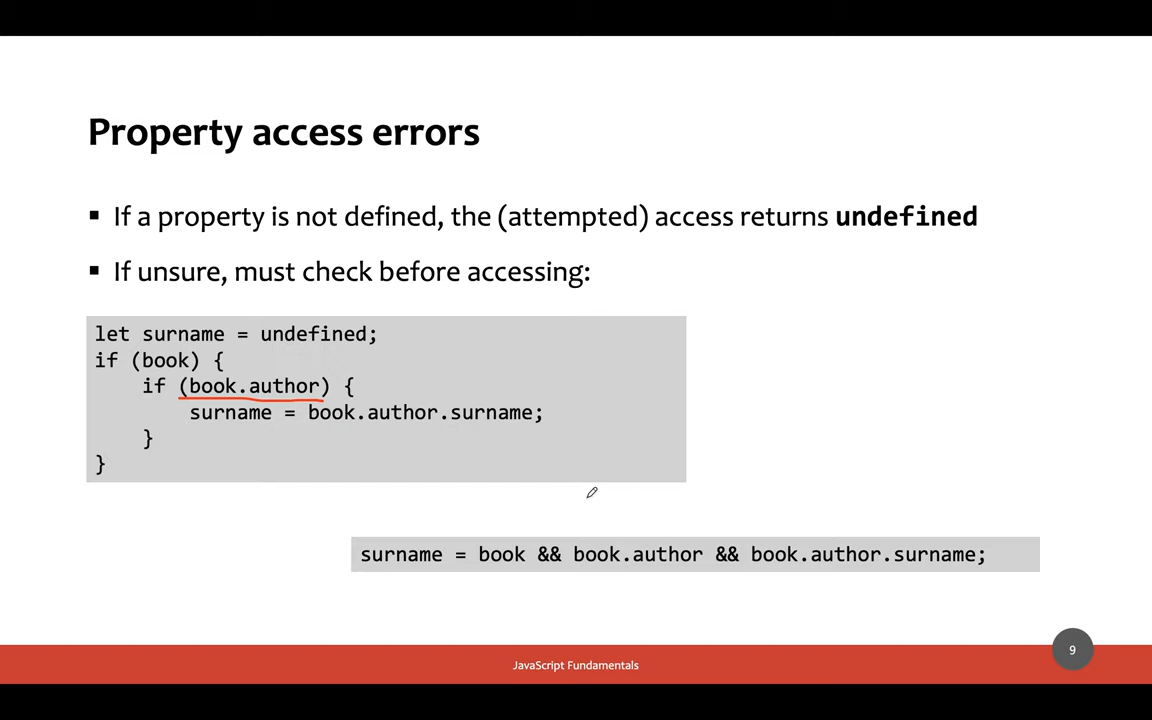 Property access errors
▪ If a property is not defined, the (attempted) access returns undefined
▪ If unsure, must check before accessing:
let surname = undefined;
if (book) {
    if (book.author) {
        surname = book.author.surname;
    }
}
surname = book && book.author && book.author.surname;
9
JavaScript Fundamentals